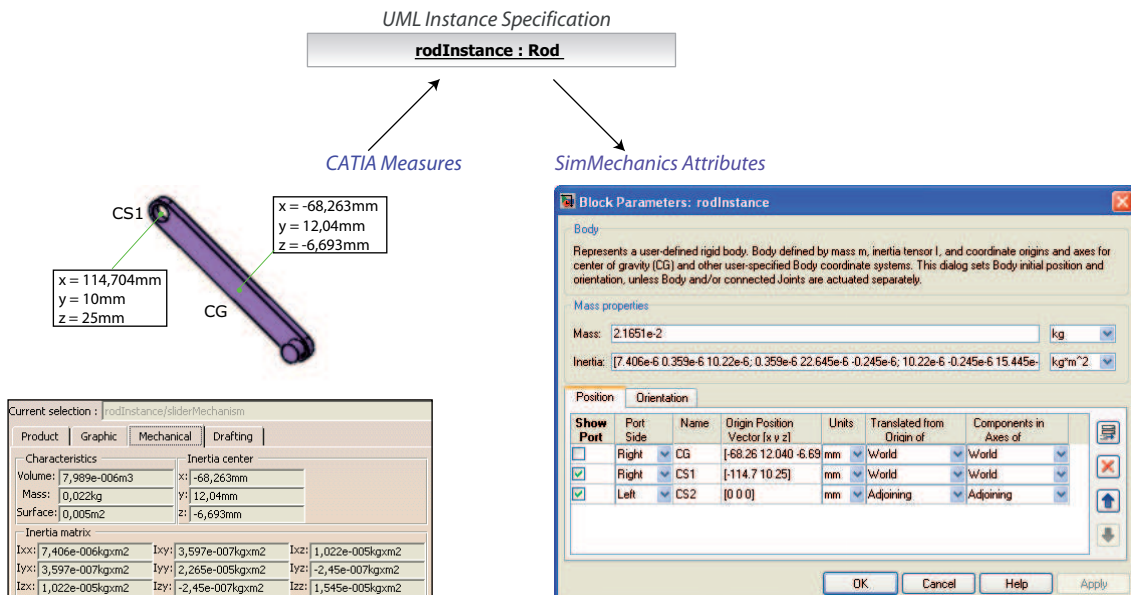 UML Instance Specification
rodInstance : Rod
CATIA Measures
SimMechanics Attributes
CS1
x = -68,263mm
y = 12,04mm
z = -6,693mm
x = 114,704mm
y = 10mm
z = 25mm
CG
Current selection : rodInstance/sliderMechanism
Product Graphic Mechanical Drafting
Characteristics Inertia center
Volume: 7,989e-006m3 x: -68,263mm
Mass: 0,022kg y: 12,04mm
Surface: 0,005m2 z: -6,693mm
Inertia matrix
Ixx: 7,406e-006kgxm2 Ixy: 3,597e-007kgxm2 Ixz: 1,022e-005kgxm2
Iyx: 3,597e-007kgxm2 Iyy: 2,265e-005kgxm2 Iyz: -2,45e-007kgxm2
Izx: 1,022e-005kgxm2 Izy: -2,45e-007kgxm2 Izz: 1,545e-005kgxm2
Block Parameters: rodInstance
Body
Represents a user-defined rigid body. Body defined by mass m, inertia tensor I, and coordinate origins and axes for
center of gravity (CG) and other user-specified Body coordinate systems. This dialog sets Body initial position and
orientation, unless Body and/or connected Joints are actuated separately.
Mass properties
Mass: 2.1651e-2 kg
Inertia: [7.406e-6 0.359e-6 10.22e-6; 0.359e-6 22.645e-6 -0.245e-6; 10.22e-6 -0.245e-6 15.445e- kg*m^2
Position Orientation
Show Port Name Origin Position Units Translated from Components in
Port Side Vector [x y z] Origin of Axes of
Right CG [-68.26 12.040 -6.69 mm World World
Right CS1 [-114.7 10 25] mm World World
Left CS2 [0 0 0] mm Adjoining Adjoining
OK Cancel Help Apply